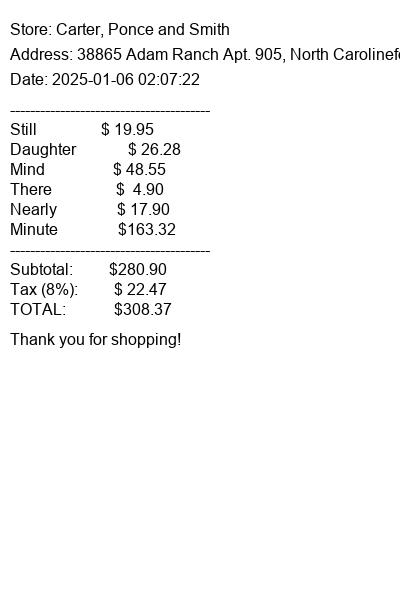 Store: Carter, Ponce and Smith
Address: 38865 Adam Ranch Apt. 905, North
Date: 2025-01-06 02:07:22
----------------------------------------
Still $ 19.95
Daughter $ 26.28
Mind $ 48.55
There $ 4.90
Nearly $ 17.90
Minute $163.32
----------------------------------------
Subtotal: $280.90
Tax (8%): $ 22.47
TOTAL: $308.37
Thank you for shopping!